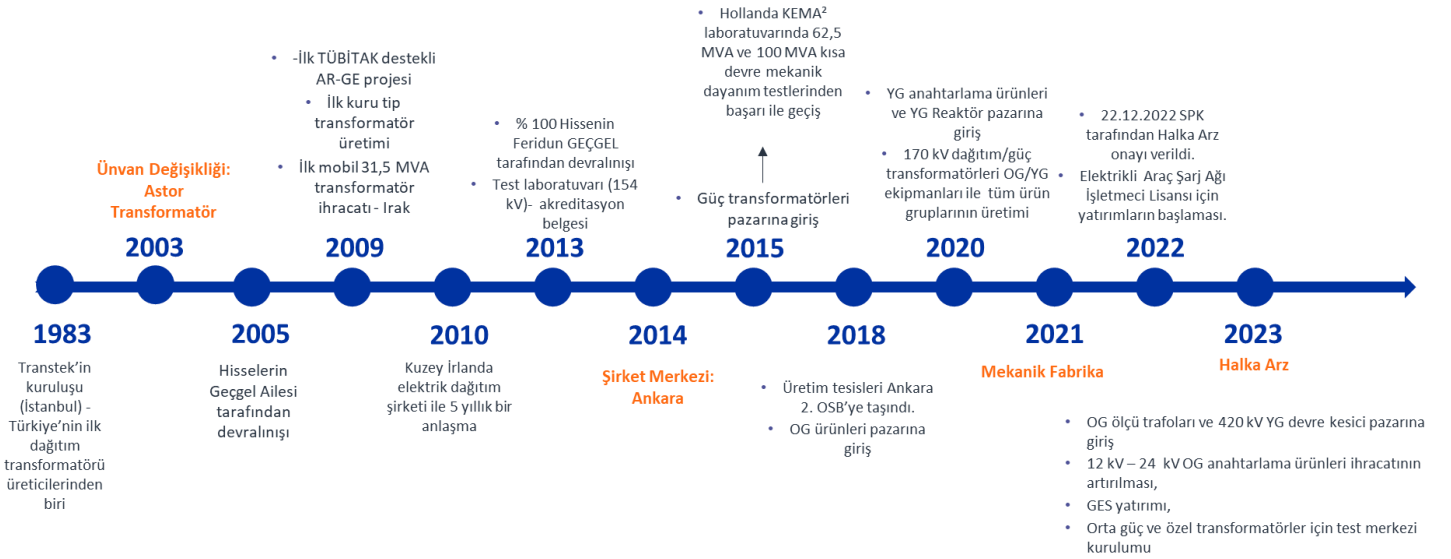 Ünvan Değişikliği:
Astor
Transformatör
2003
• -İlk TÜBİTAK destekli
AR-GE projesi
• İlk kuru tip
transformatör
üretimi
• İlk mobil 31,5 MVA
transformatör
ihracatı - Irak
2009
• % 100 Hissenin
Feridun GEÇGEL
tarafından devralınışı
• Test laboratuvarı (154
kV)- akreditasyon
belgesi
2013
• Hollanda KEMA²
laboratuvarında 62,5
MVA ve 100 MVA kısa
devre mekanik
dayanım testlerinden
başarı ile geçiş
• Güç transformatörleri
pazarına giriş
2015
• YG anahtarlama ürünleri
ve YG Reaktör pazarına
giriş
• 170 kV dağıtım/güç
transformatörleri OG/YG
ekipmanları ile tüm ürün
gruplarının üretimi
2020
• 22.12.2022 SPK
tarafından Halka Arz
onayı verildi.
• Elektrikli Araç Şarj Ağı
İşletmeci Lisansı için
yatırımların başlaması.
2022
1983
Transtek’in
kuruluşu
(İstanbul) -
Türkiye’nin ilk
dağıtım
transformatörü
üreticilerinden
biri
2005
Hisselerin
Geçgel Ailesi
tarafından
devralınışı
2010
Kuzey İrlanda
elektrik dağıtım
şirketi ile 5 yıllık bir
anlaşma
2014
Şirket Merkezi:
Ankara
2018
• Üretim tesisleri Ankara
2. OSB’ye taşındı.
• OG ürünleri pazarına
giriş
2021
Mekanik Fabrika
2023
Halka Arz
• OG ölçü trafoları ve 420 kV YG devre kesici pazarına
giriş
• 12 kV – 24 kV OG anahtarlama ürünleri ihracatının
artırılması,
• GES yatırımı,
• Orta güç ve özel transformatörler için test merkezi
kurulumu